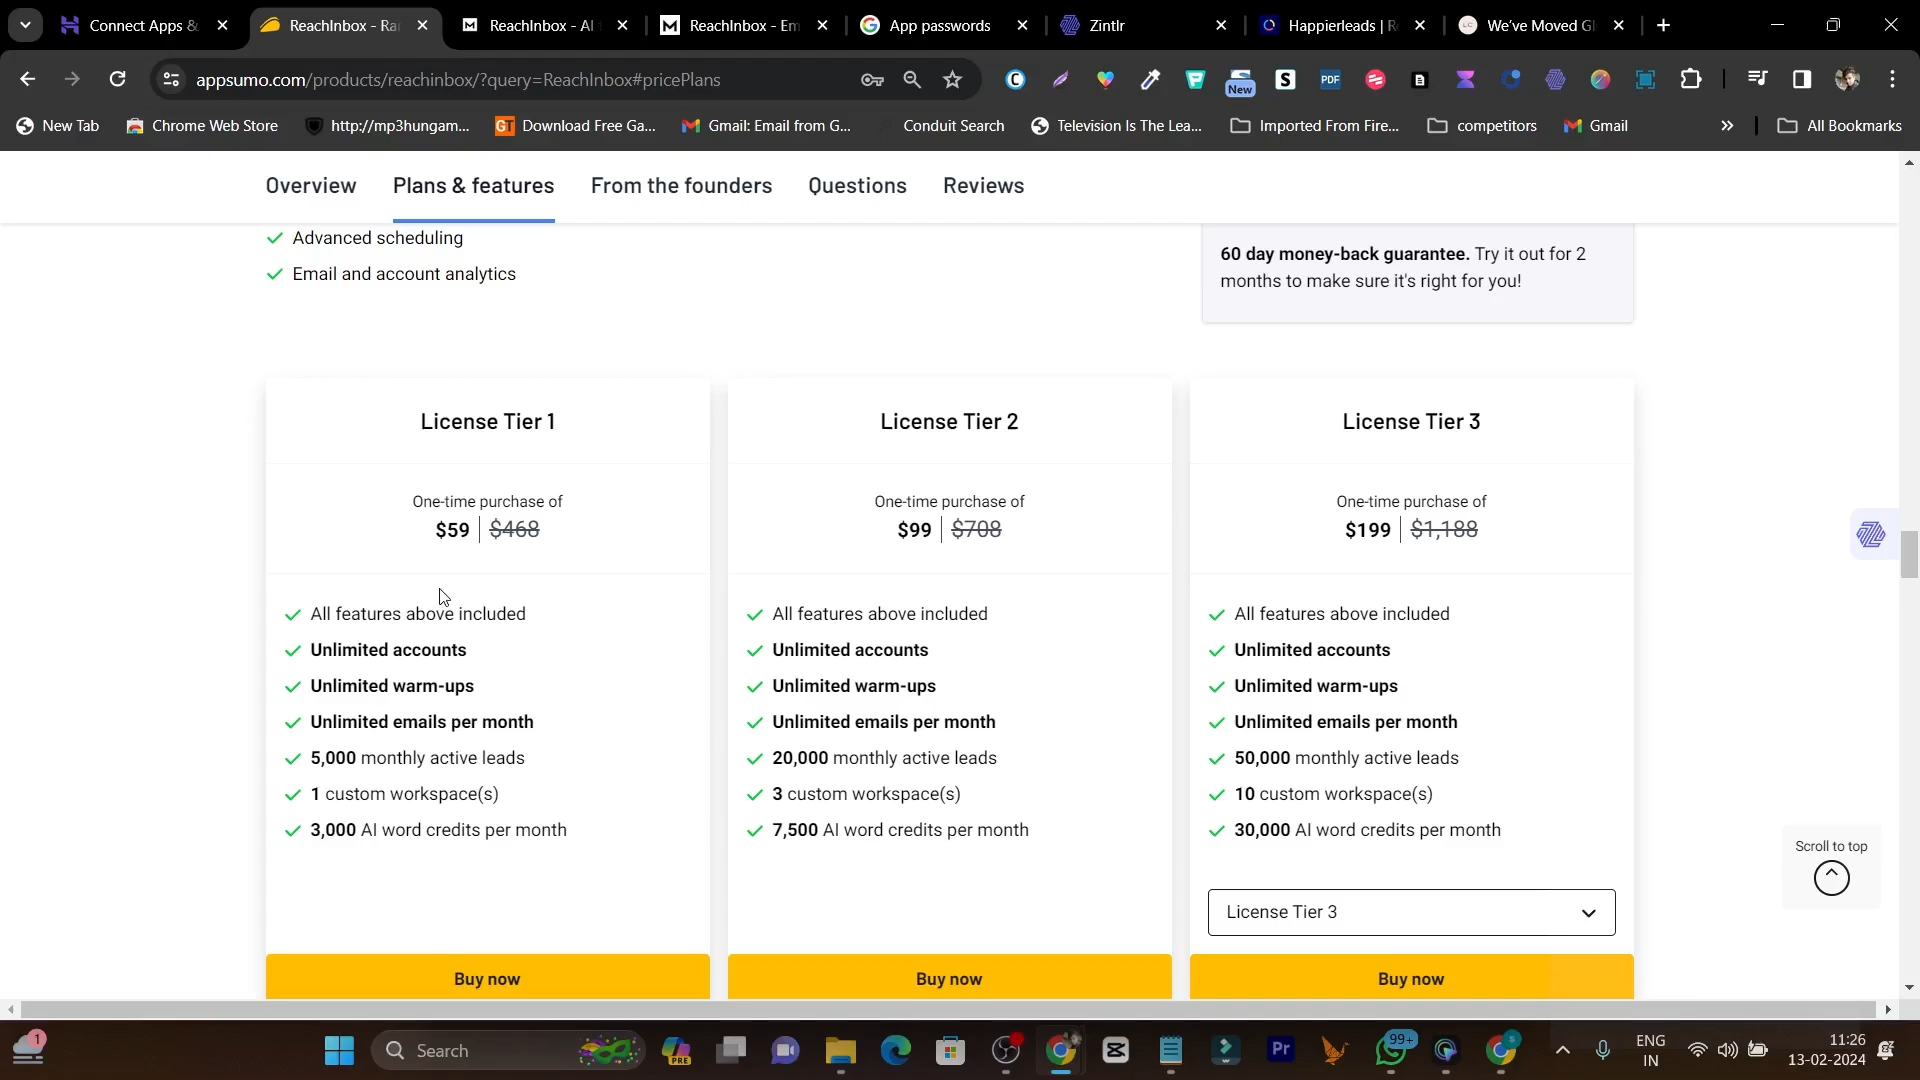 Connect Apps &
ReachInbox - Ra
ReachInbox - AI
ReachInbox - Em
App passwords
Zintlr
Happierleads | R
We've Moved G
appsumo.com/products/reachinbox/?query=ReachInbox#pricePlans
New
PDF
New Tab
Chrome Web Store
http://mp3hungam...
Download Free Ga...
Gmail: Email from G...
Conduit Search
Television Is The Lea...
Imported From Fire...
competitors
Gmail
All Bookmarks
Overview
Plans & features
From the founders
Questions
Reviews
Advanced scheduling
Email and account analytics
60 day money-back guarantee. Try it out for 2
months to make sure it's right for you!
License Tier 1
One-time purchase of
$59 | $468
All features above included
Unlimited accounts
Unlimited warm-ups
Unlimited emails per month
5,000 monthly active leads
1 custom workspace(s)
3,000 AI word credits per month
Buy now
License Tier 2
One-time purchase of
$99 | $708
All features above included
Unlimited accounts
Unlimited warm-ups
Unlimited emails per month
20,000 monthly active leads
3 custom workspace(s)
7,500 AI word credits per month
Buy now
License Tier 3
One-time purchase of
$199 | $1,188
All features above included
Unlimited accounts
Unlimited warm-ups
Unlimited emails per month
50,000 monthly active leads
10 custom workspace(s)
30,000 AI word credits per month
License Tier 3
Buy now
Scroll to top
1
Search
PRE
Pr
99+
ENG
IN
11:26
13-02-2024